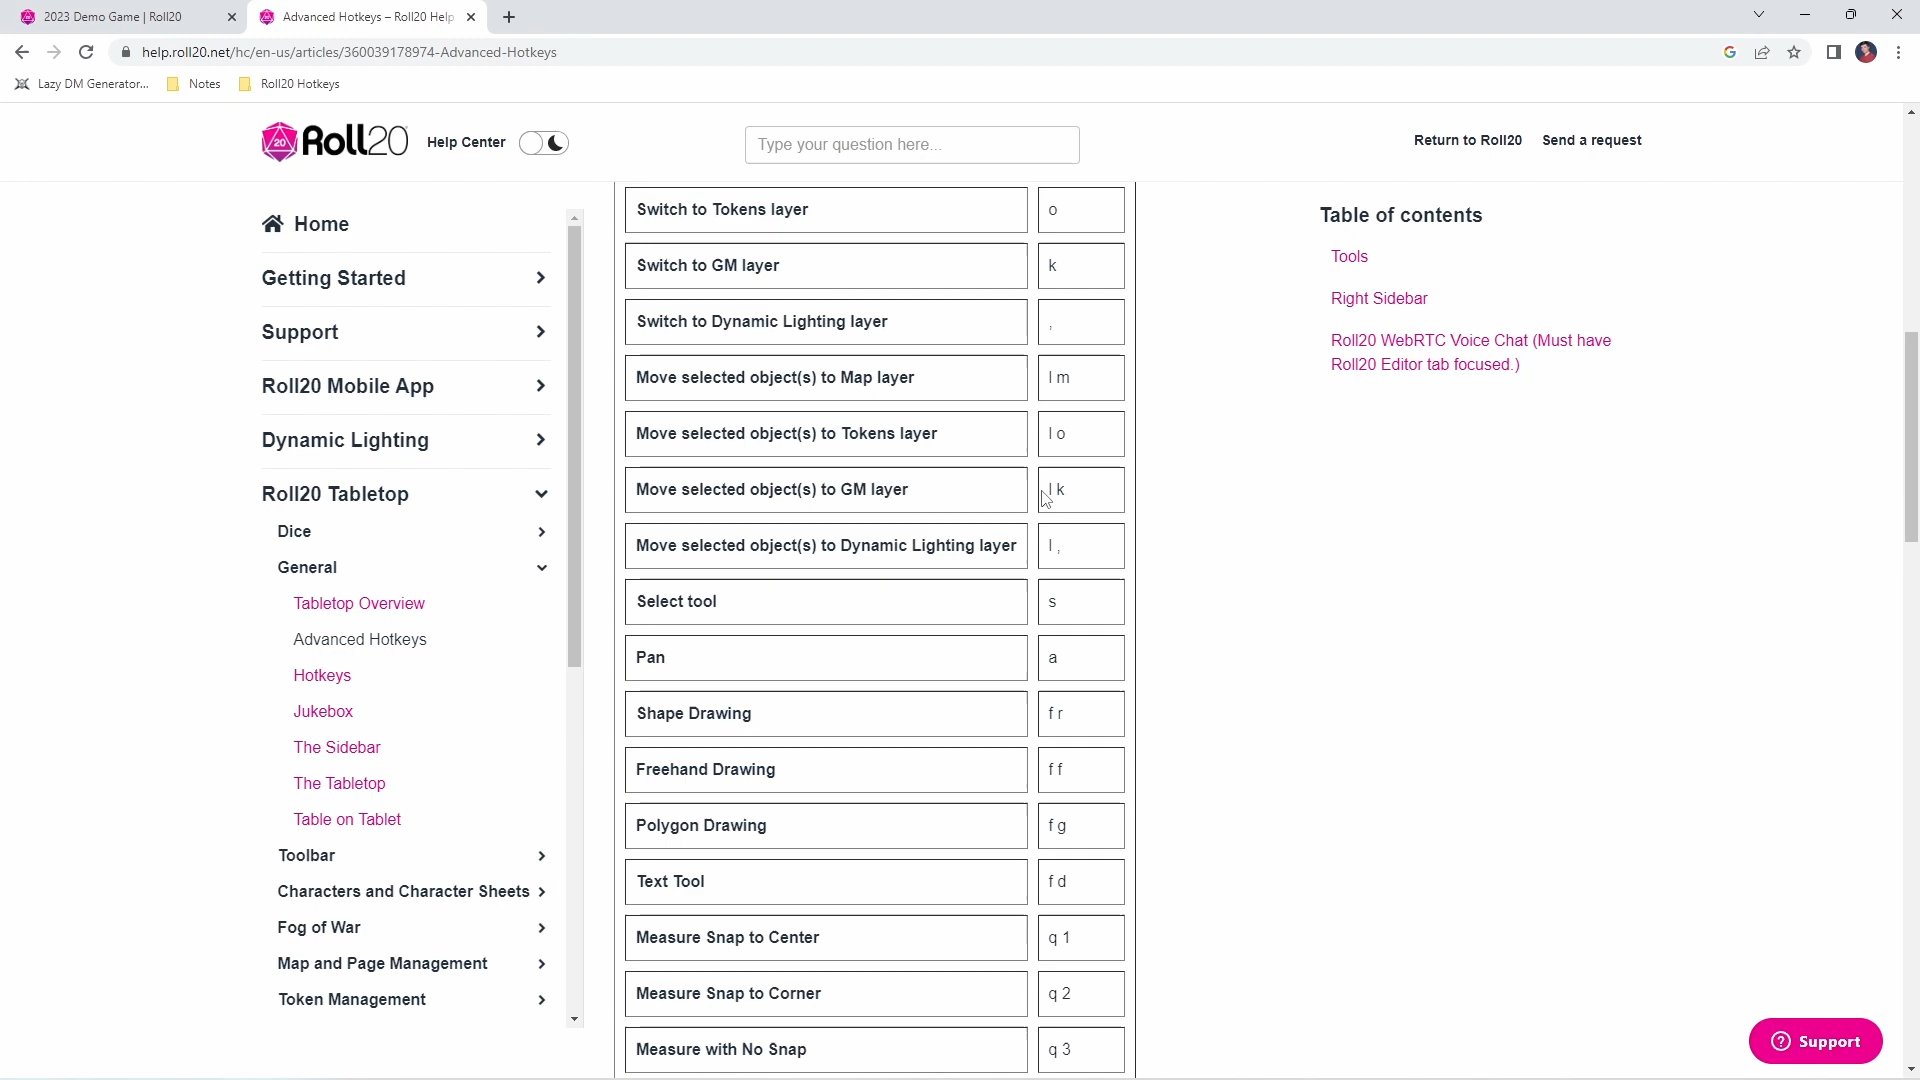 2023 Demo Game | Roll20
Advanced Hotkeys – Roll20 Help
help.roll20.net/hc/en-us/articles/360039178974-Advanced-Hotkeys
Lazy DM Generator...
Notes
Roll20 Hotkeys
20
Roll20
Help Center
Type your question here...
Return to Roll20
Send a request
Home
Getting Started
Support
Roll20 Mobile App
Dynamic Lighting
Roll20 Tabletop
Dice
General
Tabletop Overview
Advanced Hotkeys
Hotkeys
Jukebox
The Sidebar
The Tabletop
Table on Tablet
Toolbar
Characters and Character Sheets
Fog of War
Map and Page Management
Token Management
Switch to Tokens layer o
Switch to GM layer k
Switch to Dynamic Lighting layer ,
Move selected object(s) to Map layer l m
Move selected object(s) to Tokens layer l o
Move selected object(s) to GM layer l k
Move selected object(s) to Dynamic Lighting layer l ,
Select tool s
Pan a
Shape Drawing f r
Freehand Drawing f f
Polygon Drawing f g
Text Tool f d
Measure Snap to Center q 1
Measure Snap to Corner q 2
Measure with No Snap q 3
Table of contents
Tools
Right Sidebar
Roll20 WebRTC Voice Chat (Must have
Roll20 Editor tab focused.)
Support